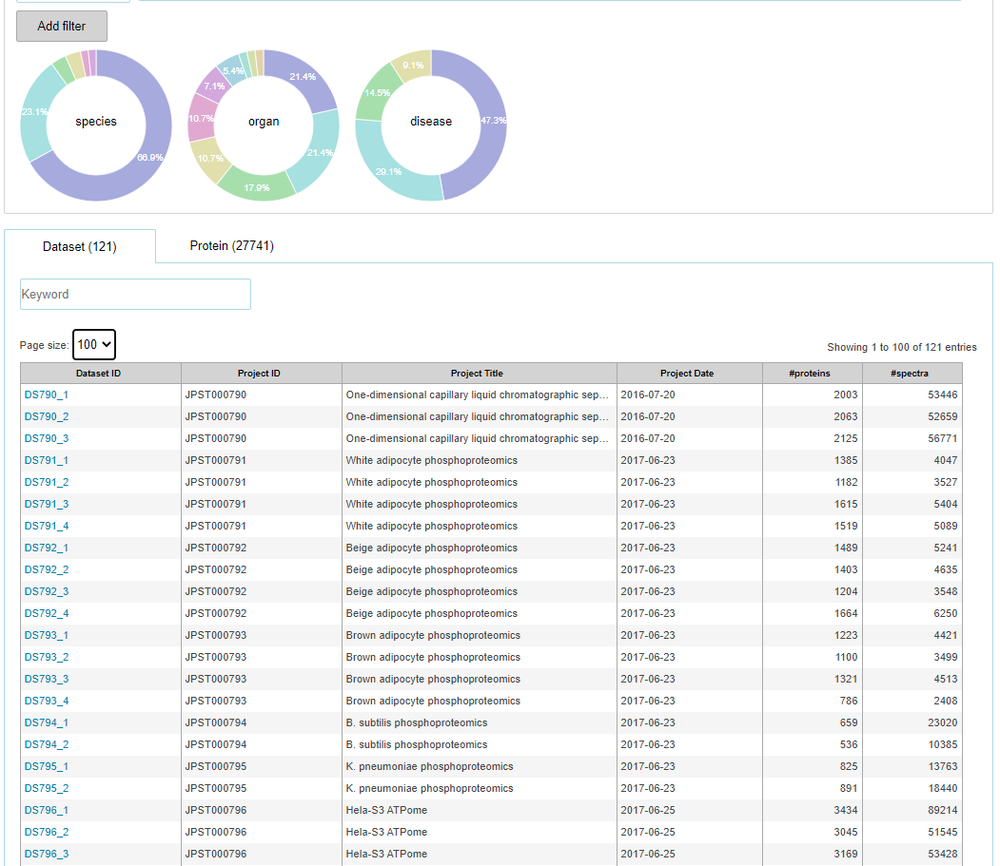 Add filter
species
23.1%
66.9%
organ
21.4%
21.4%
17.9%
10.7%
10.7%
7.1%
5.4%
disease
47.3%
29.1%
14.5%
9.1%
Dataset (121) Protein (27741)
Keyword
Page size: 100
Showing 1 to 100 of 121 entries
Dataset ID Project ID Project Title Project Date #proteins #spectra
DS790_1 JPST000790 One-dimensional capillary liquid chromatographic sep... 2016-07-20 2003 53446
DS790_2 JPST000790 One-dimensional capillary liquid chromatographic sep... 2016-07-20 2063 52659
DS790_3 JPST000790 One-dimensional capillary liquid chromatographic sep... 2016-07-20 2125 56771
DS791_1 JPST000791 White adipocyte phosphoproteomics 2017-06-23 1385 4047
DS791_2 JPST000791 White adipocyte phosphoproteomics 2017-06-23 1182 3527
DS791_3 JPST000791 White adipocyte phosphoproteomics 2017-06-23 1615 5404
DS791_4 JPST000791 White adipocyte phosphoproteomics 2017-06-23 1519 5089
DS792_1 JPST000792 Beige adipocyte phosphoproteomics 2017-06-23 1489 5241
DS792_2 JPST000792 Beige adipocyte phosphoproteomics 2017-06-23 1403 4635
DS792_3 JPST000792 Beige adipocyte phosphoproteomics 2017-06-23 1204 3548
DS792_4 JPST000792 Beige adipocyte phosphoproteomics 2017-06-23 1664 6250
DS793_1 JPST000793 Brown adipocyte phosphoproteomics 2017-06-23 1223 4421
DS793_2 JPST000793 Brown adipocyte phosphoproteomics 2017-06-23 1100 3499
DS793_3 JPST000793 Brown adipocyte phosphoproteomics 2017-06-23 1321 4513
DS793_4 JPST000793 Brown adipocyte phosphoproteomics 2017-06-23 786 2408
DS794_1 JPST000794 B. subtilis phosphoproteomics 2017-06-23 659 23020
DS794_2 JPST000794 B. subtilis phosphoproteomics 2017-06-23 536 10385
DS795_1 JPST000795 K. pneumoniae phosphoproteomics 2017-06-23 825 13763
DS795_2 JPST000795 K. pneumoniae phosphoproteomics 2017-06-23 891 18440
DS796_1 JPST000796 Hela-S3 ATPome 2017-06-25 3434 89214
DS796_2 JPST000796 Hela-S3 ATPome 2017-06-25 3045 51545
DS796_3 JPST000796 Hela-S3 ATPome 2017-06-25 3169 53428